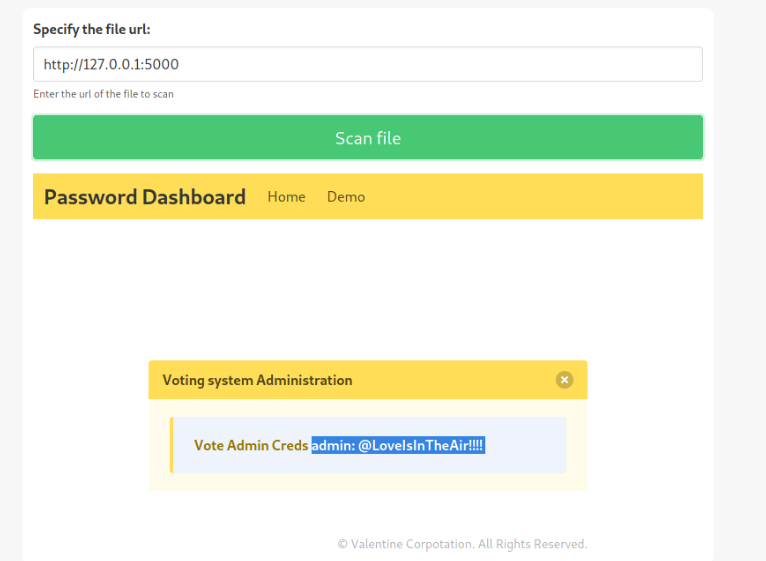 Specify the file url:
http://127.0.0.1:5000
Enter the url of the file to scan
Scan file
Password Dashboard Home Demo
Voting system Administration
Vote Admin Creds admin: @LoveIsInTheAir!!!!
© Valentine Corpotation. All Rights Reserved.